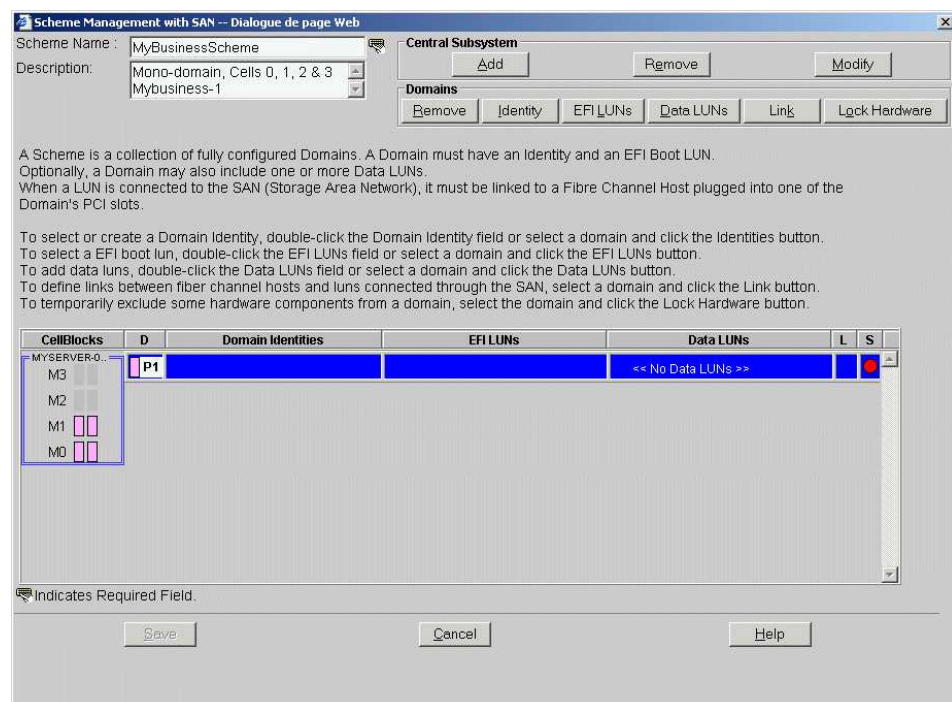 Scheme Management with SAN -- Dialogue de page Web
Scheme Name :
MyBusinessScheme
Description:
Mono-domain, Cells 0, 1, 2 & 3
Mybusiness-1
Central Subsystem
Add Remove Modify
Domains
Remove Identity EFI LUNs Data LUNs Link Lock Hardware
A Scheme is a collection of fully configured Domains. A Domain must have an Identity and an EFI Boot LUN.
Optionally, a Domain may also include one or more Data LUNs.
When a LUN is connected to the SAN (Storage Area Network), it must be linked to a Fibre Channel Host plugged into one of the
Domain's PCI slots.
To select or create a Domain Identity, double-click the Domain Identity field or select a domain and click the Identities button.
To select a EFI boot lun, double-click the EFI LUNs field or select a domain and click the EFI LUNs button.
To add data luns, double-click the Data LUNs field or select a domain and click the Data LUNs button.
To define links between fiber channel hosts and luns connected through the SAN, select a domain and click the Link button.
To temporarily exclude some hardware components from a domain, select the domain and click the Lock Hardware button.
CellBlocks D Domain Identities EFI LUNs Data LUNs L S
MYSERVER-0..
P1 << No Data LUNs >>
M3
M2
M1
M0
Indicates Required Field.
Save Cancel Help